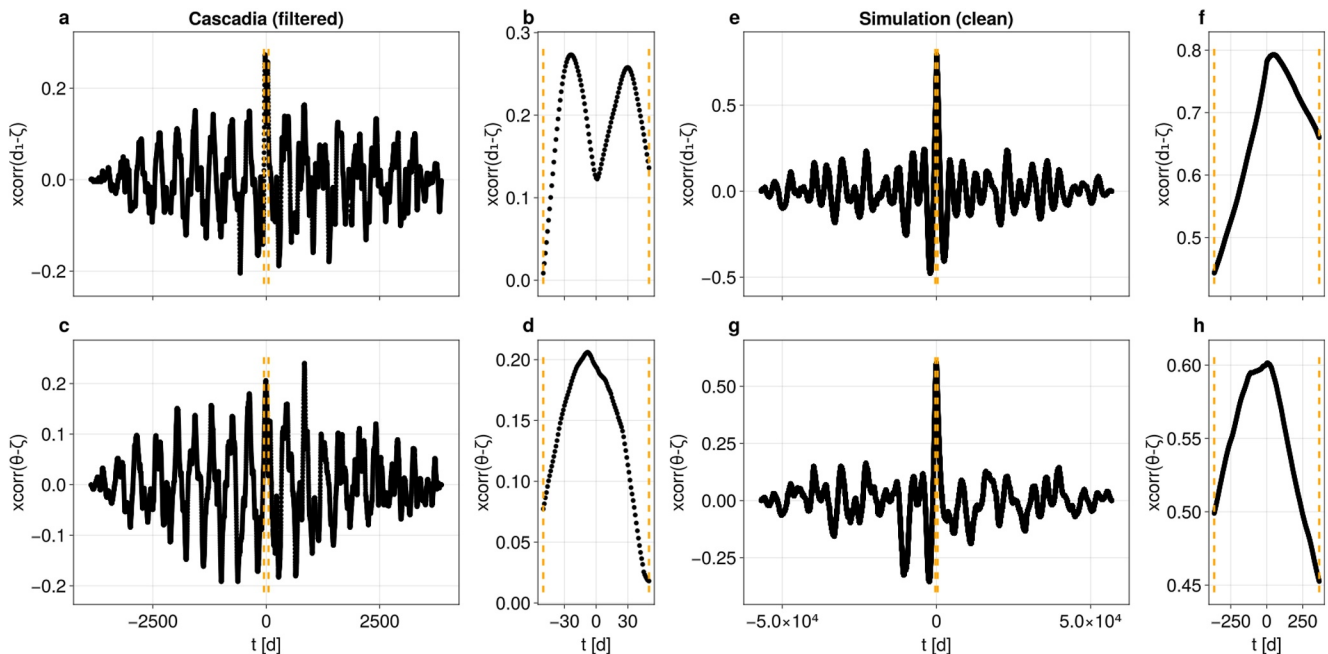 a
Cascadia (filtered)
b
e
Simulation (clean)
f
0.2
0.0
−0.2
xcorr(d₁-ζ)
0.3
0.2
0.1
0.0
xcorr(d₁-ζ)
0.5
0.0
−0.5
xcorr(d₁-ζ)
0.8
0.7
0.6
0.5
xcorr(d₁-ζ)
c
d
g
h
0.2
0.1
0.0
−0.1
−0.2
xcorr(θ-ζ)
−2500
0
2500
t [d]
0.20
0.15
0.10
0.05
0.00
xcorr(θ-ζ)
−30
0
30
t [d]
0.50
0.25
0.00
−0.25
xcorr(θ-ζ)
−5.0×10⁴
0
5.0×10⁴
t [d]
0.60
0.55
0.50
0.45
xcorr(θ-ζ)
−250
0
250
t [d]